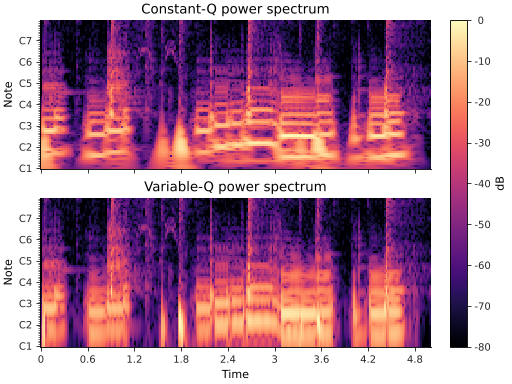 Constant-Q power spectrum
Note
C7
C6
C5
C4
C3
C2
C1
Variable-Q power spectrum
Note
C7
C6
C5
C4
C3
C2
C1
0 0.6 1.2 1.8 2.4 3 3.6 4.2 4.8
Time
0
-10
-20
-30
-40
-50
-60
-70
-80
dB